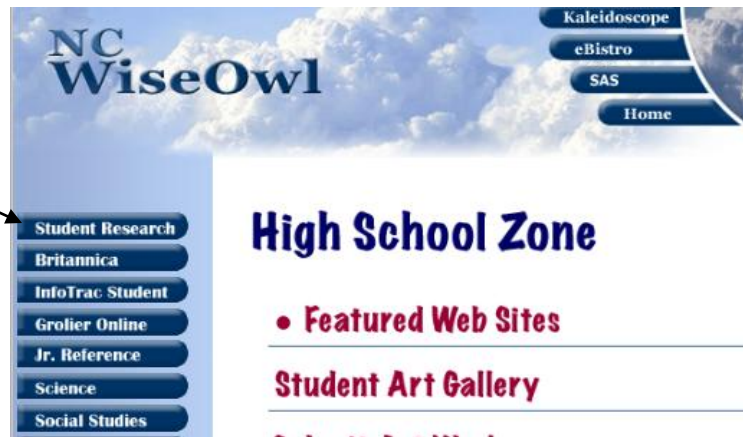 NC
WiseOwl
Kaleidoscope
eBistro
SAS
Home
Student Research
Britannica
InfoTrac Student
Grolier Online
Jr. Reference
Science
Social Studies
High School Zone
• Featured Web Sites
Student Art Gallery